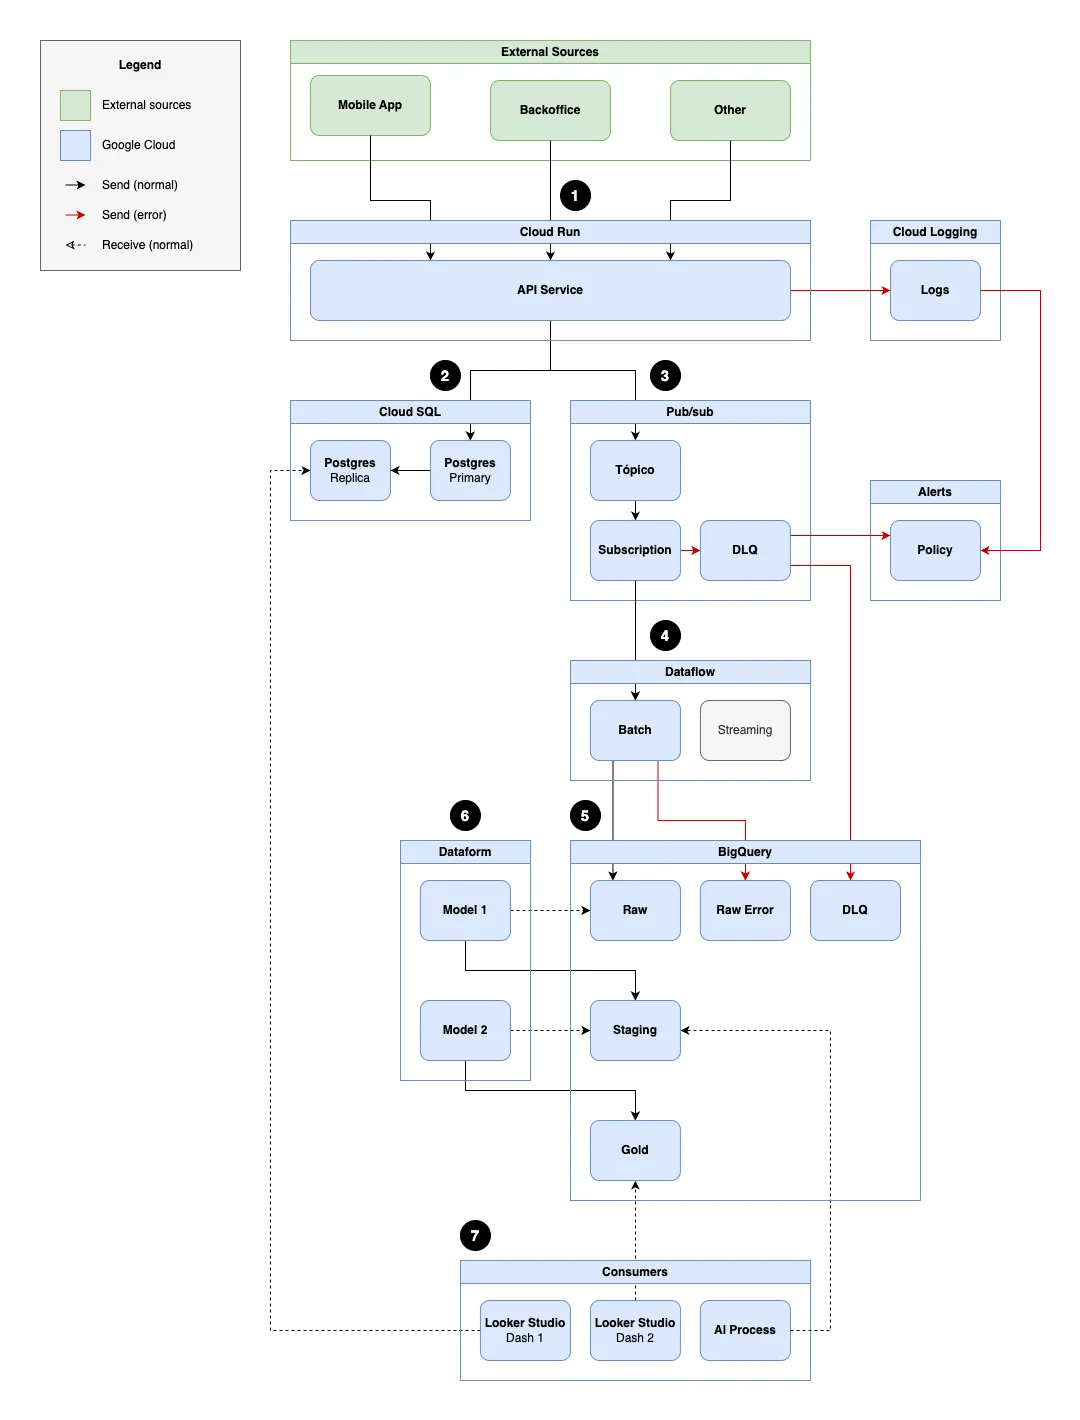 Legend
External sources
Google Cloud
Send (normal)
Send (error)
Receive (normal)
External Sources
Mobile App
Backoffice
Other
1
Cloud Run
API Service
Cloud Logging
Logs
2
3
Cloud SQL
Postgres
Replica
Postgres
Primary
Pub/sub
Tópico
Subscription
DLQ
Alerts
Policy
4
Dataflow
Batch
Streaming
6
5
Dataform
Model 1
Model 2
BigQuery
Raw
Raw Error
DLQ
Staging
Gold
7
Consumers
Looker Studio
Dash 1
Looker Studio
Dash 2
AI Process